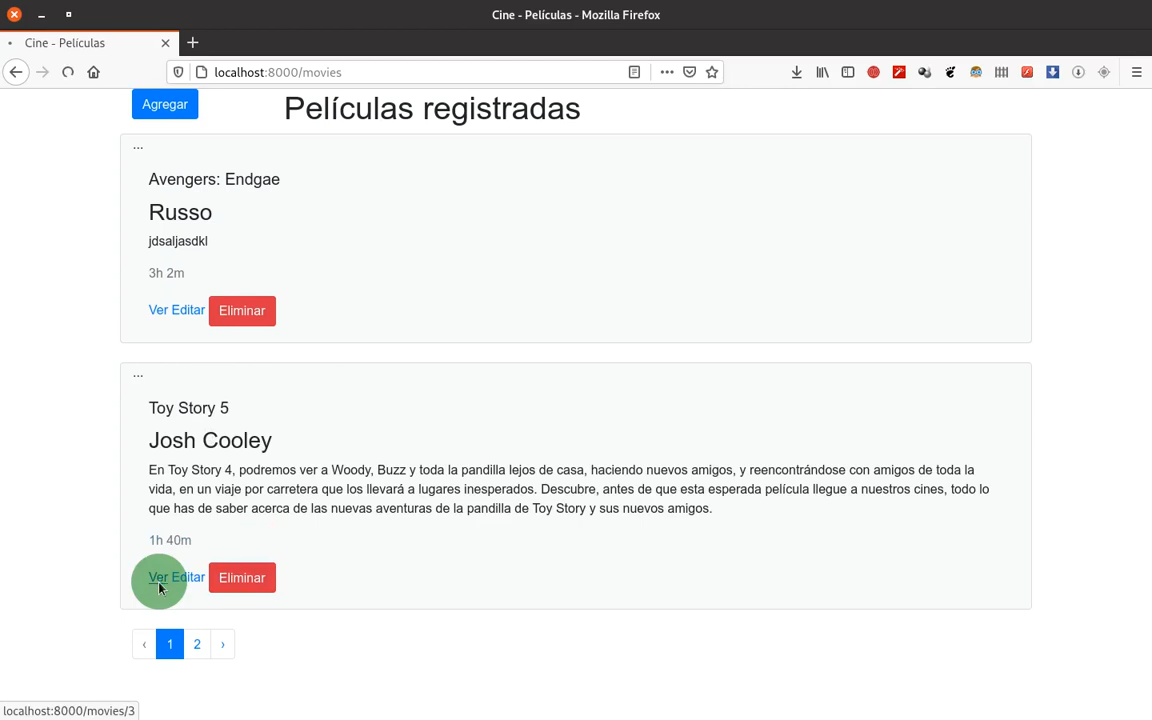 Cine - Películas - Mozilla Firefox
Cine - Películas
localhost:8000/movies
Agregar
Películas registradas
...
Avengers: Endgae
Russo
jdsaljasdkl
3h 2m
Ver Editar Eliminar
...
Toy Story 5
Josh Cooley
En Toy Story 4, podremos ver a Woody, Buzz y toda la pandilla lejos de casa, haciendo nuevos amigos, y reencontrándose con amigos de toda la
vida, en un viaje por carretera que los llevará a lugares inesperados. Descubre, antes de que esta esperada película llegue a nuestros cines, todo lo
que has de saber acerca de las nuevas aventuras de la pandilla de Toy Story y sus nuevos amigos.
1h 40m
Ver Editar Eliminar
‹ 1 2 ›
localhost:8000/movies/3